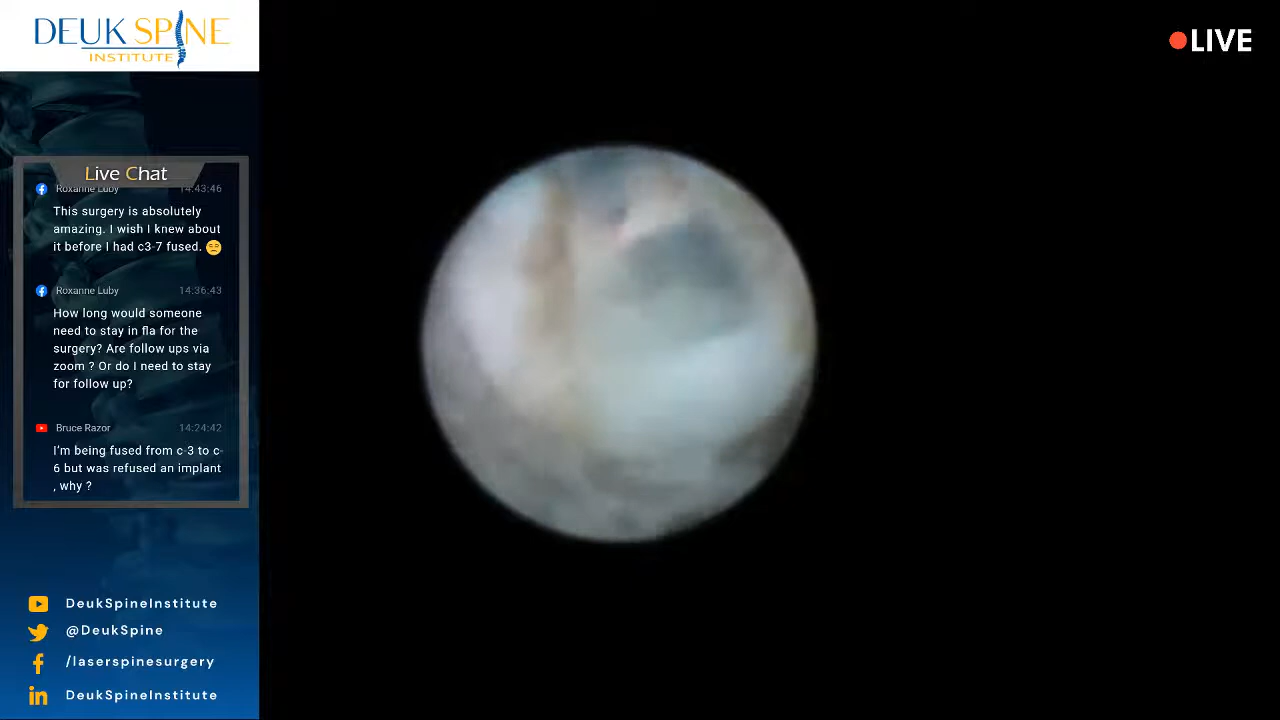 DEUK SPINE
INSTITUTE
LIVE
Live Chat
Roxanne Luby 14:43:46
This surgery is absolutely
amazing. I wish I knew about
it before I had c3-7 fused. 😒
Roxanne Luby 14:36:43
How long would someone
need to stay in fla for the
surgery? Are follow ups via
zoom ? Or do I need to stay
for follow up?
Bruce Razor 14:24:42
I’m being fused from c-3 to c-
6 but was refused an implant
, why ?
DeukSpineInstitute
@DeukSpine
/laserspinesurgery
DeukSpineInstitute